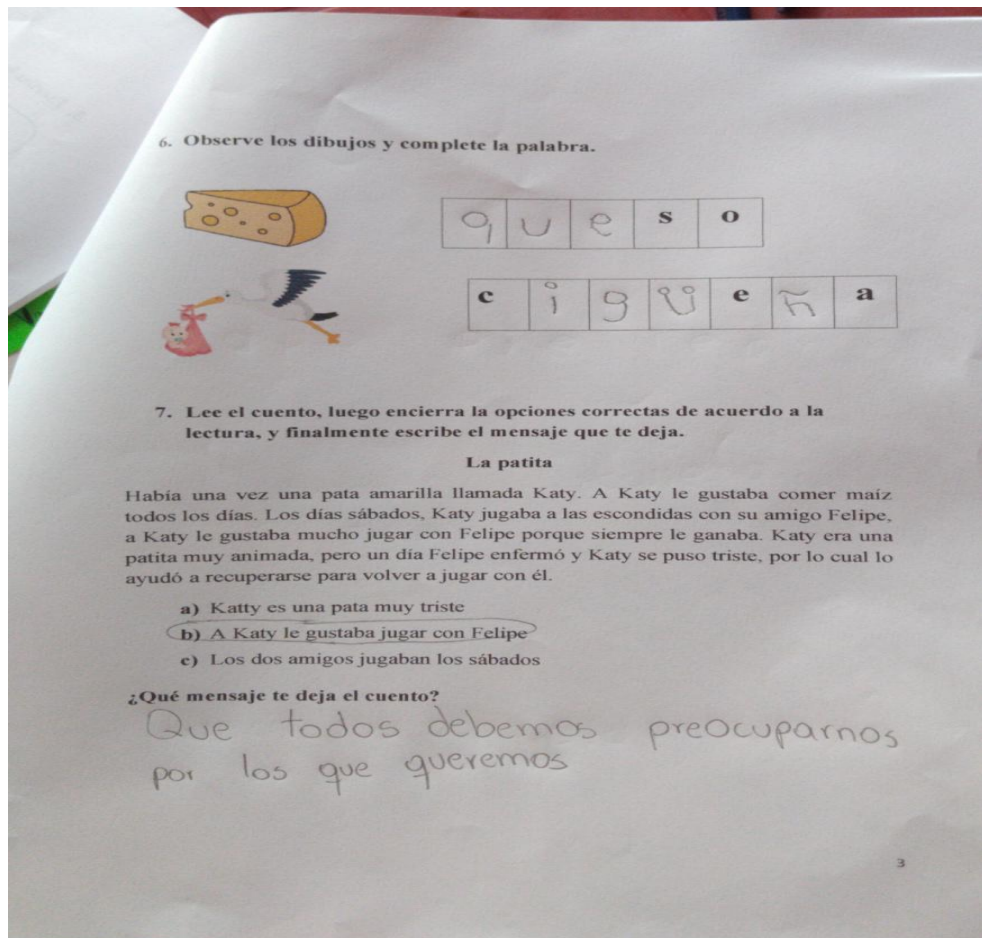 6. Observe los dibujos y complete la palabra.
q u e s o
c i g ü e ñ a
7. Lee el cuento, luego encierra la opciones correctas de acuerdo a la
lectura, y finalmente escribe el mensaje que te deja.
La patita
Había una vez una pata amarilla llamada Katy. A Katy le gustaba comer maíz
todos los días. Los días sábados, Katy jugaba a las escondidas con su amigo Felipe,
a Katy le gustaba mucho jugar con Felipe porque siempre le ganaba. Katy era una
patita muy animada, pero un día Felipe enfermó y Katy se puso triste, por lo cual lo
ayudó a recuperarse para volver a jugar con él.
a) Katty es una pata muy triste
b) A Katy le gustaba jugar con Felipe
c) Los dos amigos jugaban los sábados
¿Qué mensaje te deja el cuento?
Que todos debemos preocuparnos
por los que queremos
3